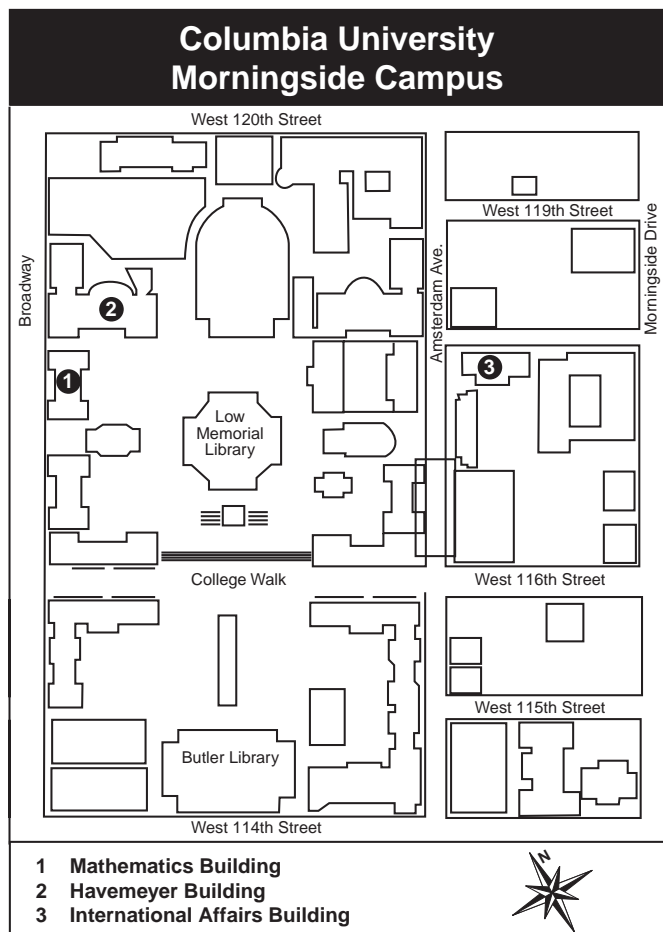 Columbia University
Morningside Campus
West 120th Street
West 119th Street
Broadway
Amsterdam Ave.
Morningside Drive
2
1
3
Low
Memorial
Library
College Walk
West 116th Street
West 115th Street
Butler Library
West 114th Street
N
1 Mathematics Building
2 Havemeyer Building
3 International Affairs Building